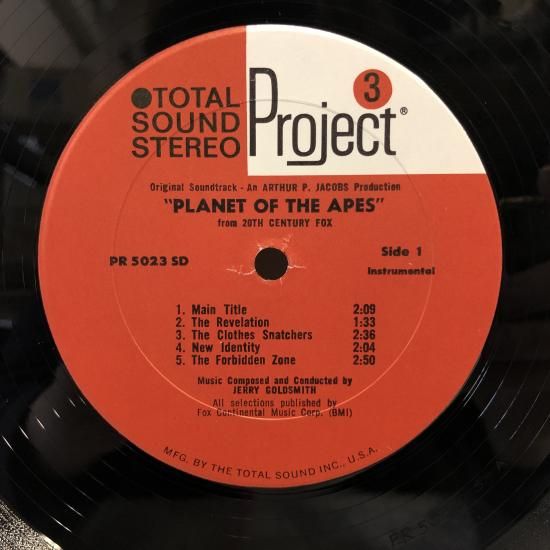 TOTAL
SOUND
STEREO
Project 3®
Original Soundtrack - An ARTHUR P. JACOBS Production
"PLANET OF THE APES"
from 20TH CENTURY FOX
PR 5023 SD
Side 1
Instrumental
1. Main Title 2:09
2. The Revelation 1:33
3. The Clothes Snatchers 2:36
4. New Identity 2:04
5. The Forbidden Zone 2:50
Music Composed and Conducted by
JERRY GOLDSMITH
All selections published by
Fox Continental Music Corp. (BMI)
MFG. BY THE TOTAL SOUND INC., U.S.A.